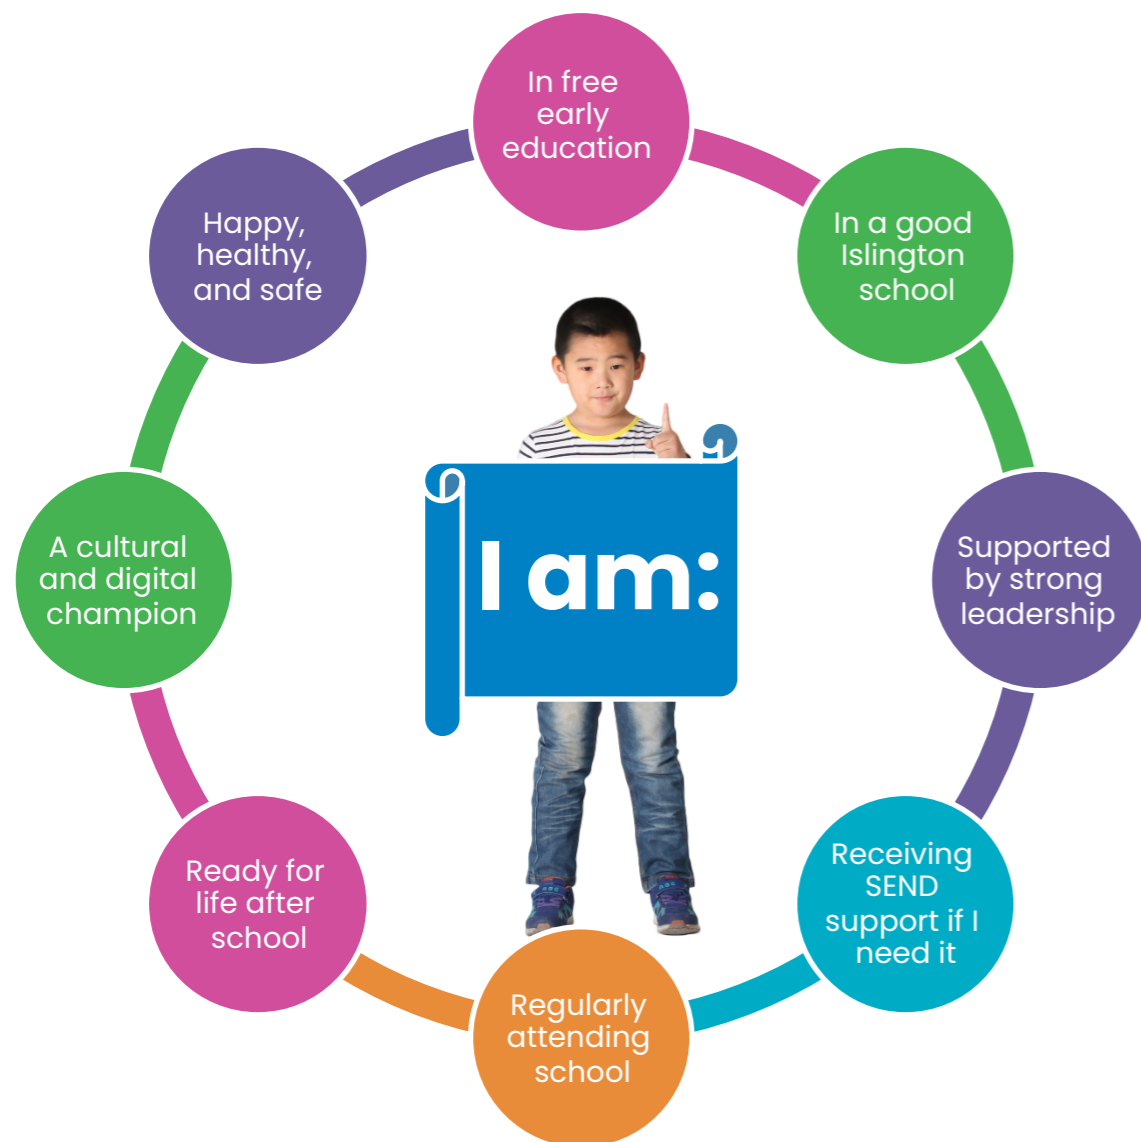 In free
early
education
In a good
Islington
school
Supported
by strong
leadership
Receiving
SEND
support if I
need it
Regularly
attending
school
Ready for
life after
school
A cultural
and digital
champion
Happy,
healthy,
and safe
I am: